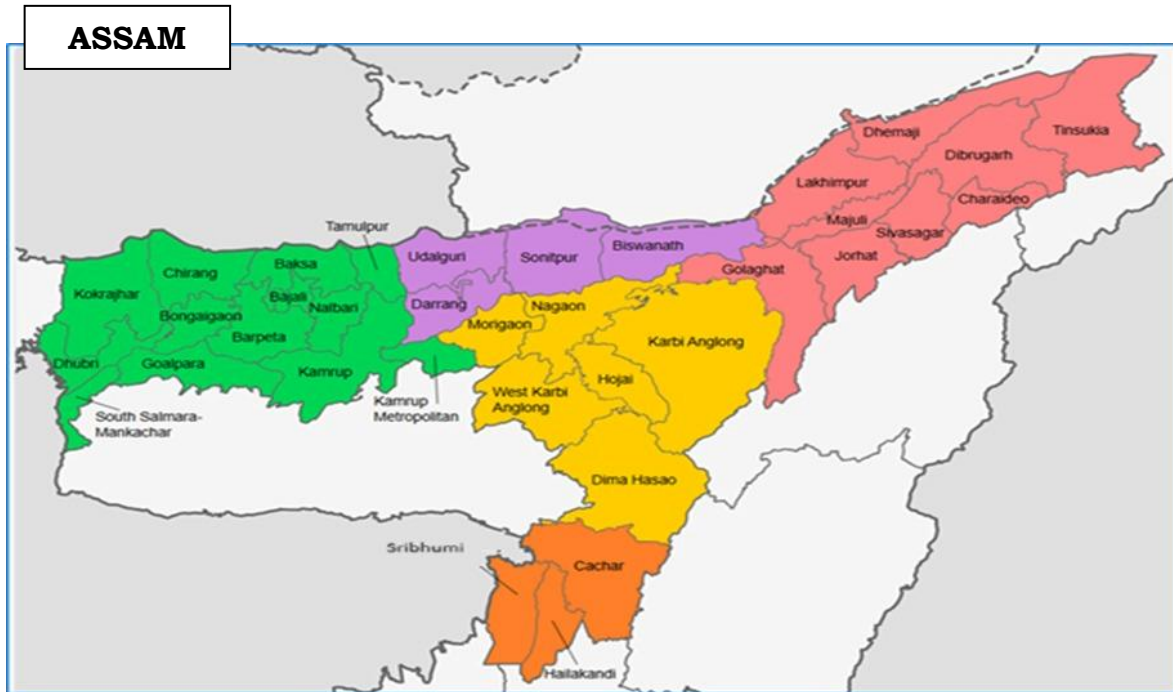 ASSAM
Dhemaji
Tinsukia
Dibrugarh
Lakhimpur
Charaideo
Majuli
Sivasagar
Jorhat
Golaghat
Tamulpur
Udalguri
Sonitpur
Biswanath
Darrang
Chirang
Baksa
Kokrajhar
Bajali
Nalbari
Bongaigaon
Barpeta
Dhubri
Goalpara
Kamrup
South Salmara-
Mankachar
Kamrup
Metropolitan
Morigaon
Nagaon
Karbi Anglong
Hojai
West Karbi
Anglong
Dima Hasao
Sribhumi
Cachar
Hailakandi